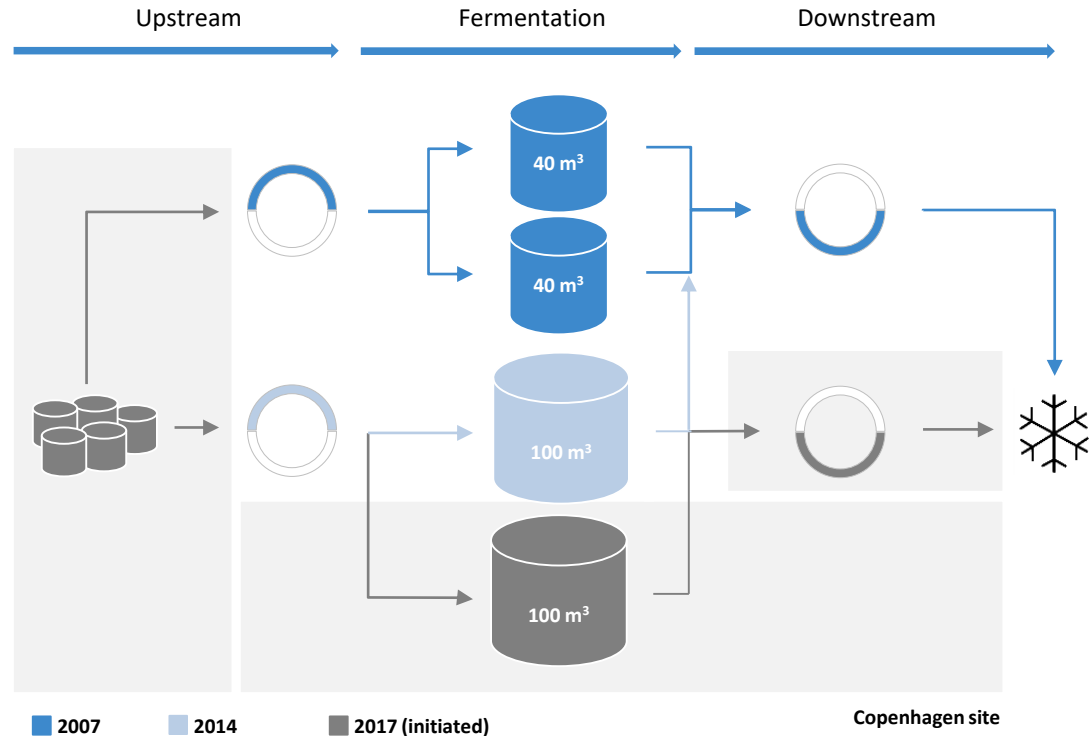 Upstream
Fermentation
Downstream
40 m³
40 m³
100 m³
100 m³
2007
2014
2017 (initiated)
Copenhagen site